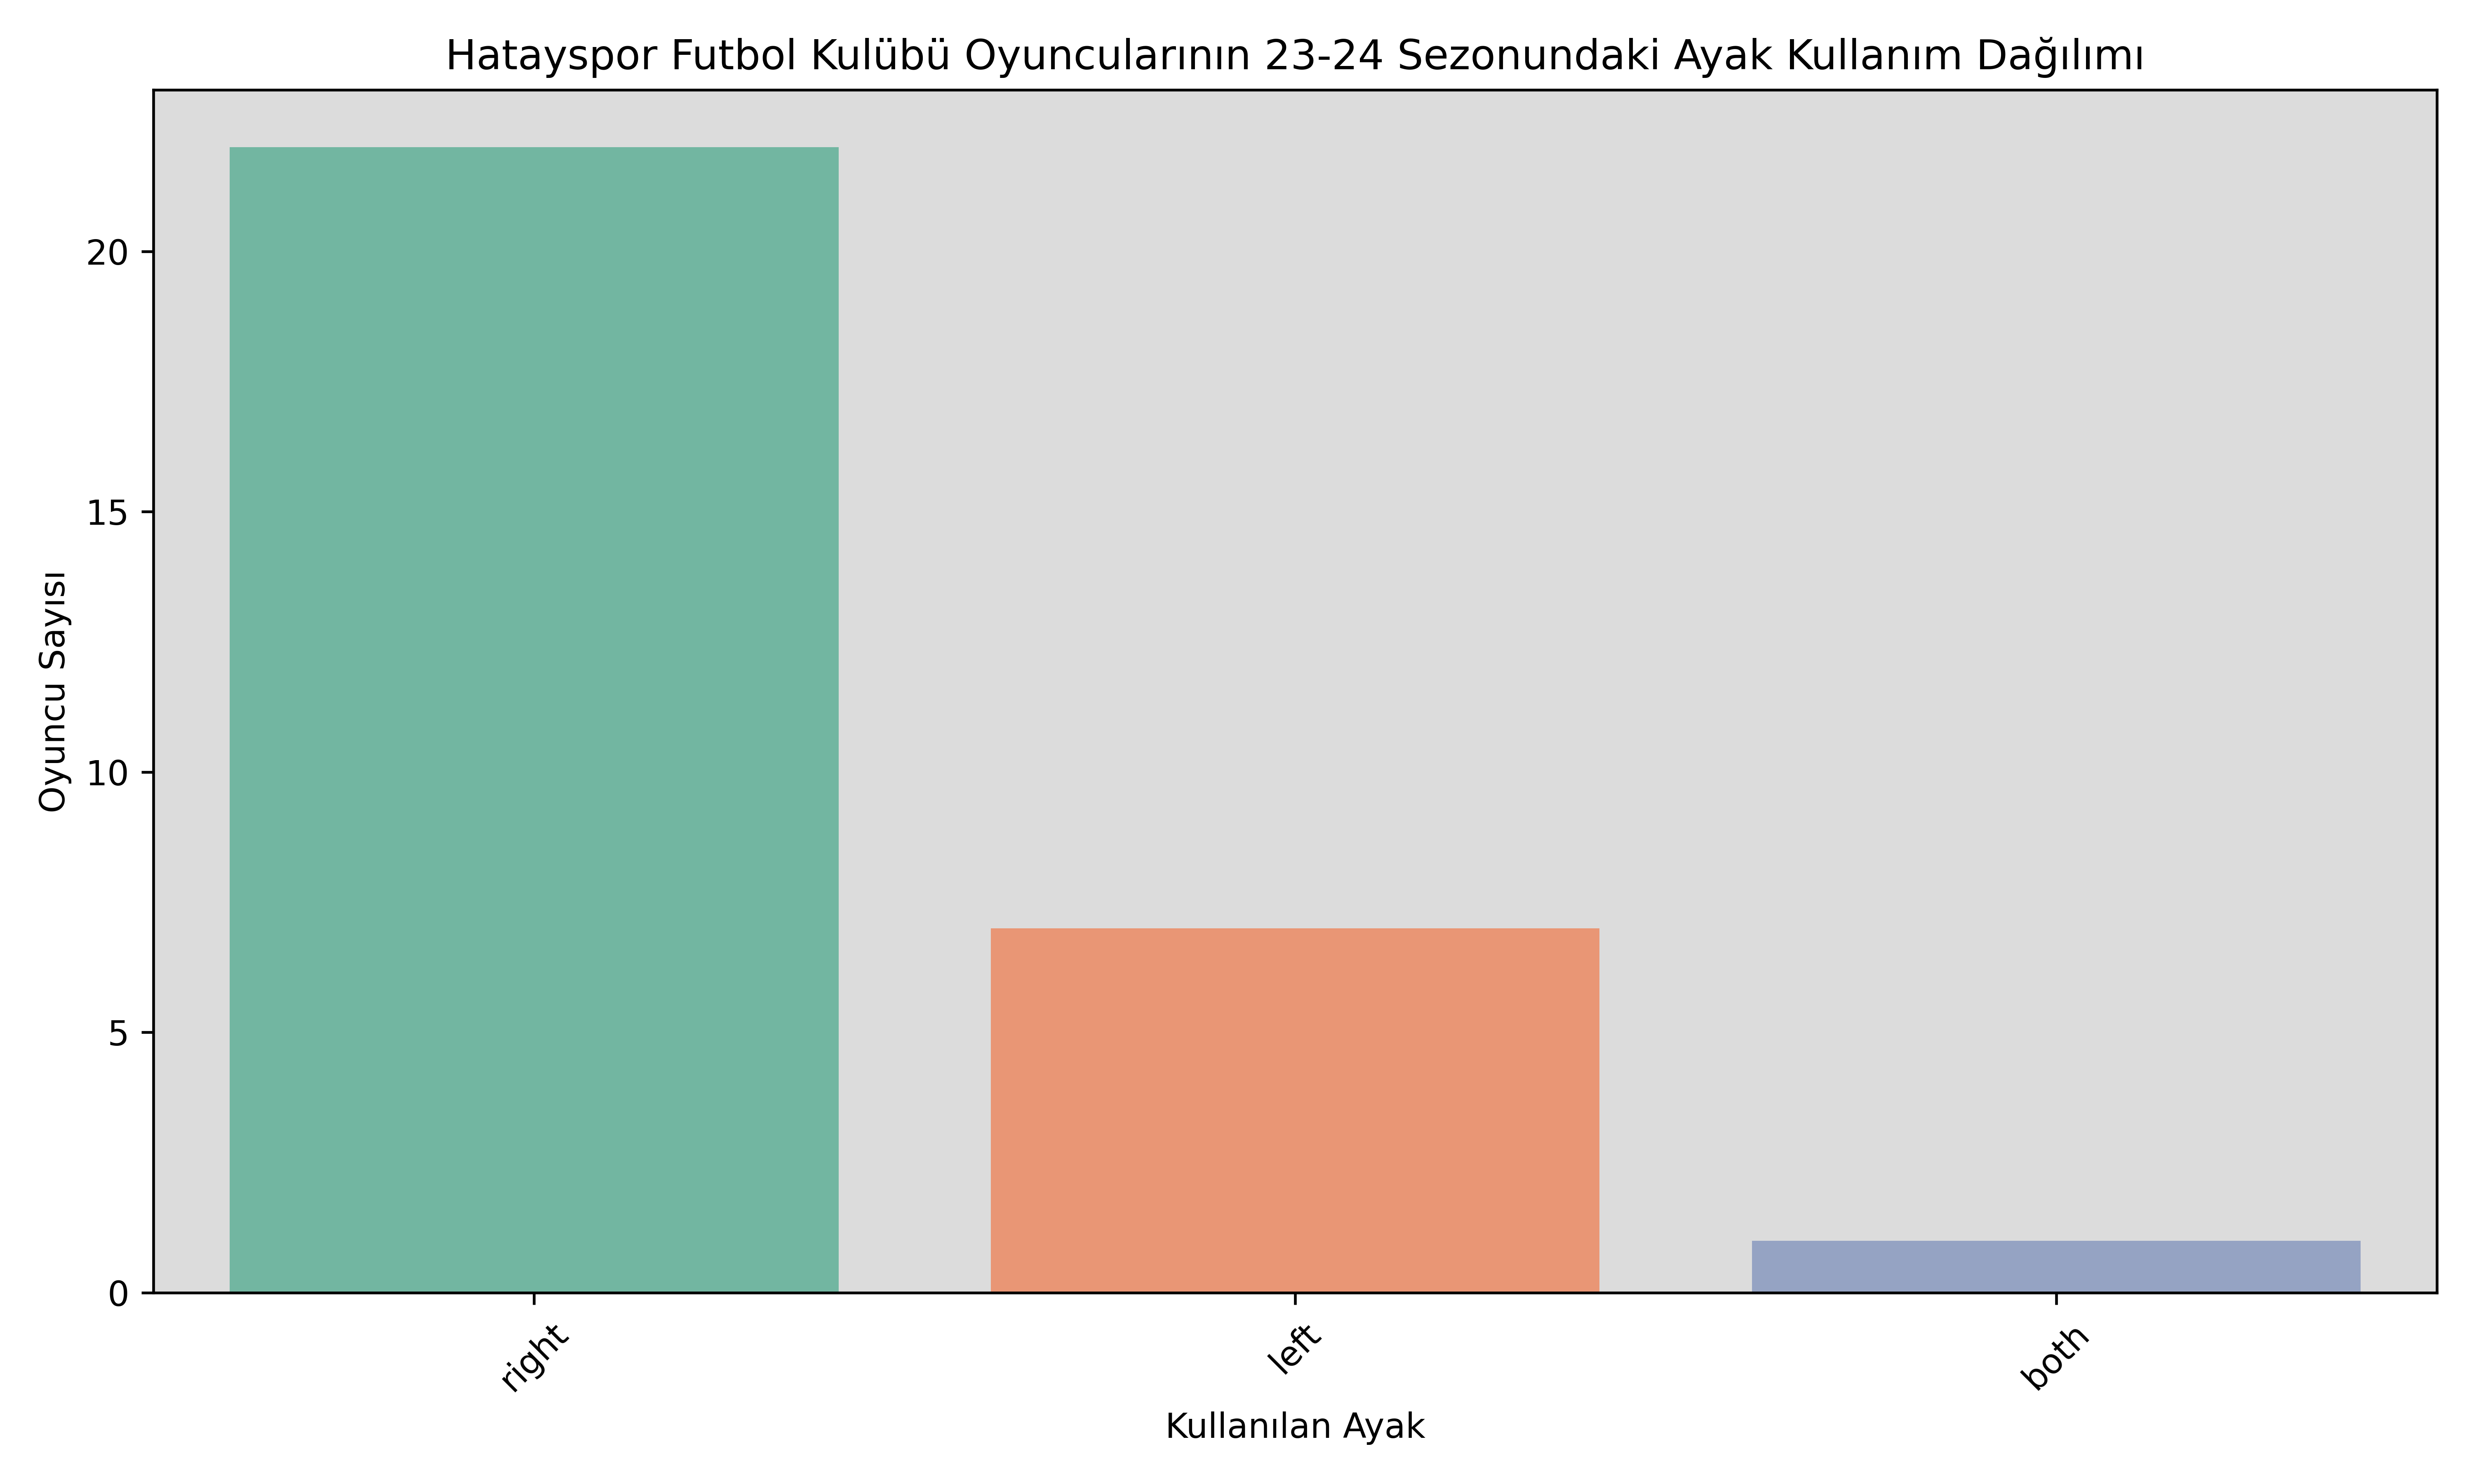 Hatayspor Futbol Kulübü Oyuncularının 23-24 Sezonundaki Ayak Kullanım Dağılımı
Oyuncu Sayısı
20
15
10
5
0
right
left
both
Kullanılan Ayak